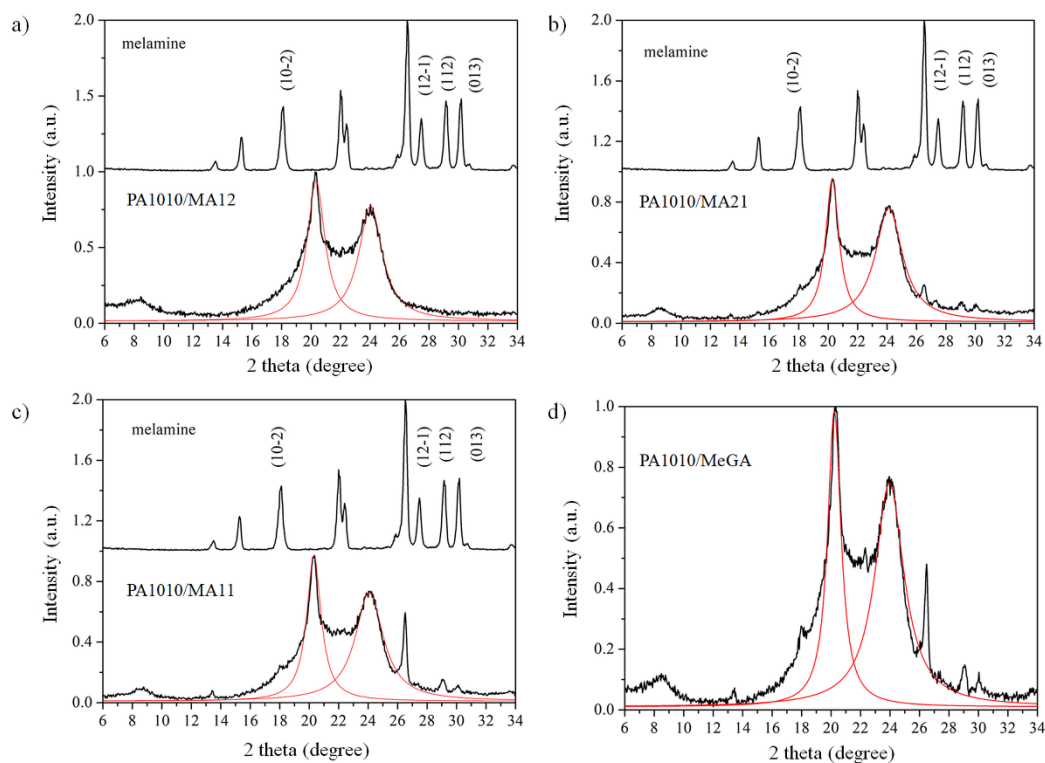 a)
melamine
(10-2)
(12-1)
(112)
(013)
PA1010/MA12
Intensity (a.u.)
2.0
1.5
1.0
0.5
0.0
6 8 10 12 14 16 18 20 22 24 26 28 30 32 34
2 theta (degree)
b)
melamine
(10-2)
(12-1)
(112)
(013)
PA1010/MA21
Intensity (a.u.)
2.0
1.6
1.2
0.8
0.4
0.0
6 8 10 12 14 16 18 20 22 24 26 28 30 32 34
2 theta (degree)
c)
melamine
(10-2)
(12-1)
(112)
(013)
PA1010/MA11
Intensity (a.u.)
2.0
1.6
1.2
0.8
0.4
0.0
6 8 10 12 14 16 18 20 22 24 26 28 30 32 34
2 theta (degree)
d)
PA1010/MeGA
Intensity (a.u.)
1.0
0.8
0.6
0.4
0.2
0.0
6 8 10 12 14 16 18 20 22 24 26 28 30 32 34
2 theta (degree)